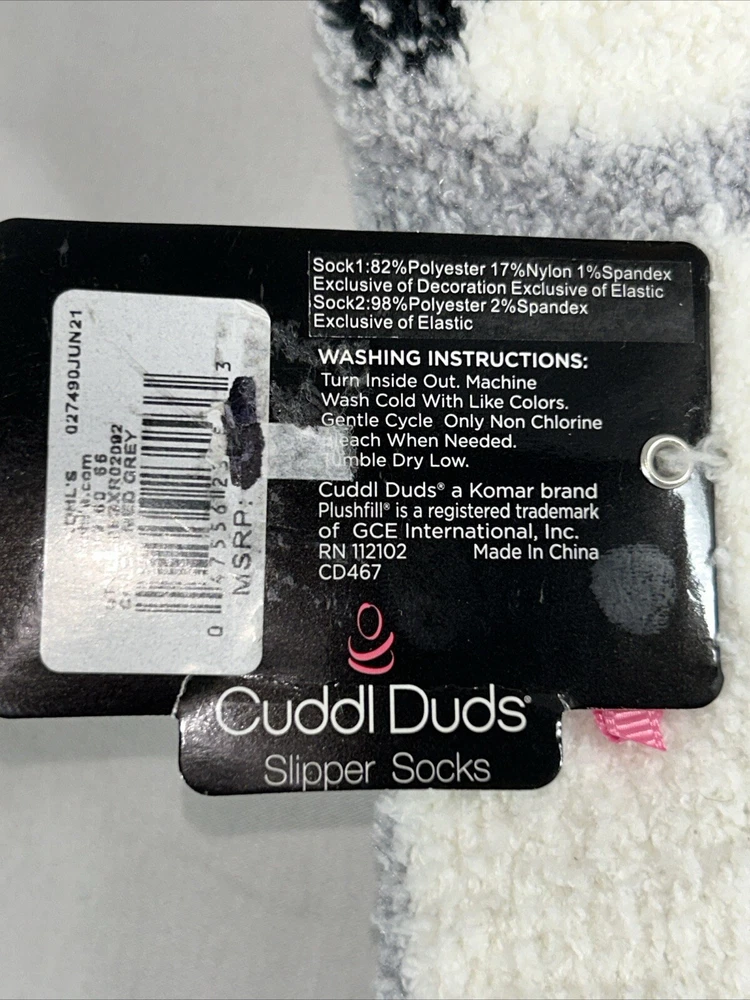 Sock1:82%Polyester 17%Nylon 1%Spandex
Exclusive of Decoration Exclusive of Elastic
Sock2:98%Polyester 2%Spandex
Exclusive of Elastic
WASHING INSTRUCTIONS:
Turn Inside Out. Machine
Wash Cold With Like Colors.
Gentle Cycle Only Non Chlorine
Bleach When Needed.
Tumble Dry Low.
Cuddl Duds® a Komar brand
Plushfill® is a registered trademark
of GCE International, Inc.
RN 112102 Made In China
CD467
027490JUN21
MED GREY
MSRP:
Cuddl Duds®
Slipper Socks